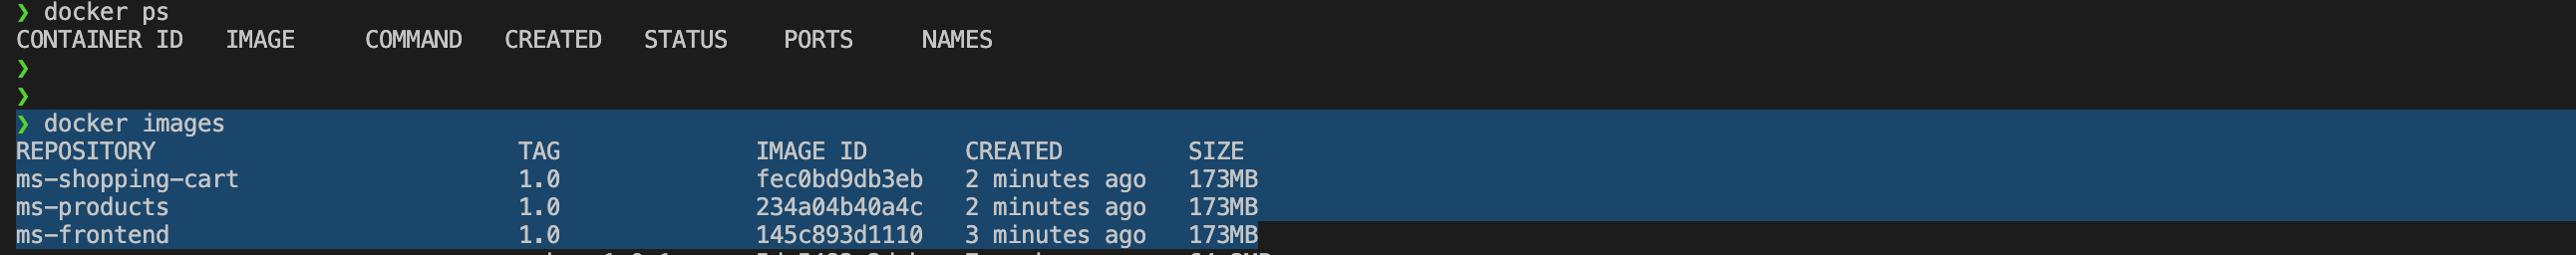 ❯ docker ps
CONTAINER ID   IMAGE     COMMAND   CREATED   STATUS    PORTS     NAMES
❯
❯
❯ docker images
REPOSITORY                          TAG              IMAGE ID       CREATED         SIZE
ms-shopping-cart                    1.0              fec0bd9db3eb   2 minutes ago   173MB
ms-products                         1.0              234a04b40a4c   2 minutes ago   173MB
ms-frontend                         1.0              145c893d1110   3 minutes ago   173MB